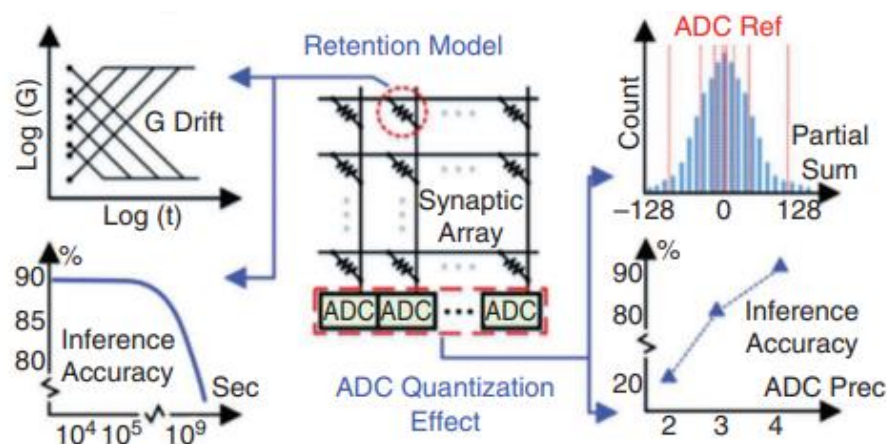 Retention Model
Log (G)
G Drift
Log (t)
%
90
85
80
Inference
Accuracy
Sec
10⁴ 10⁵ 10⁹
Synaptic
Array
ADC ADC ADC
ADC Quantization
Effect
ADC Ref
Count
Partial
Sum
−128 0 128
%
90
80
20
Inference
Accuracy
ADC Prec
2 3 4